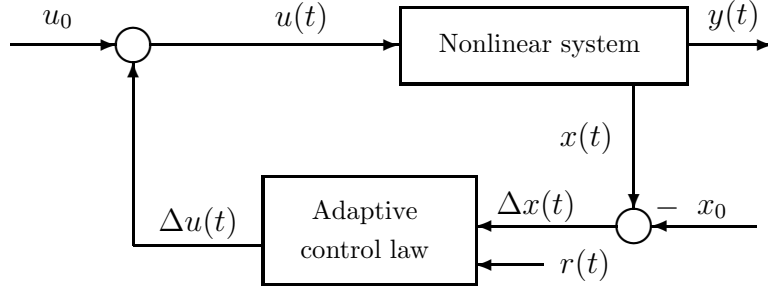 u₀
u(t)
Nonlinear system
y(t)
x(t)
Δu(t)
Adaptive
control law
Δx(t)
− x₀
r(t)